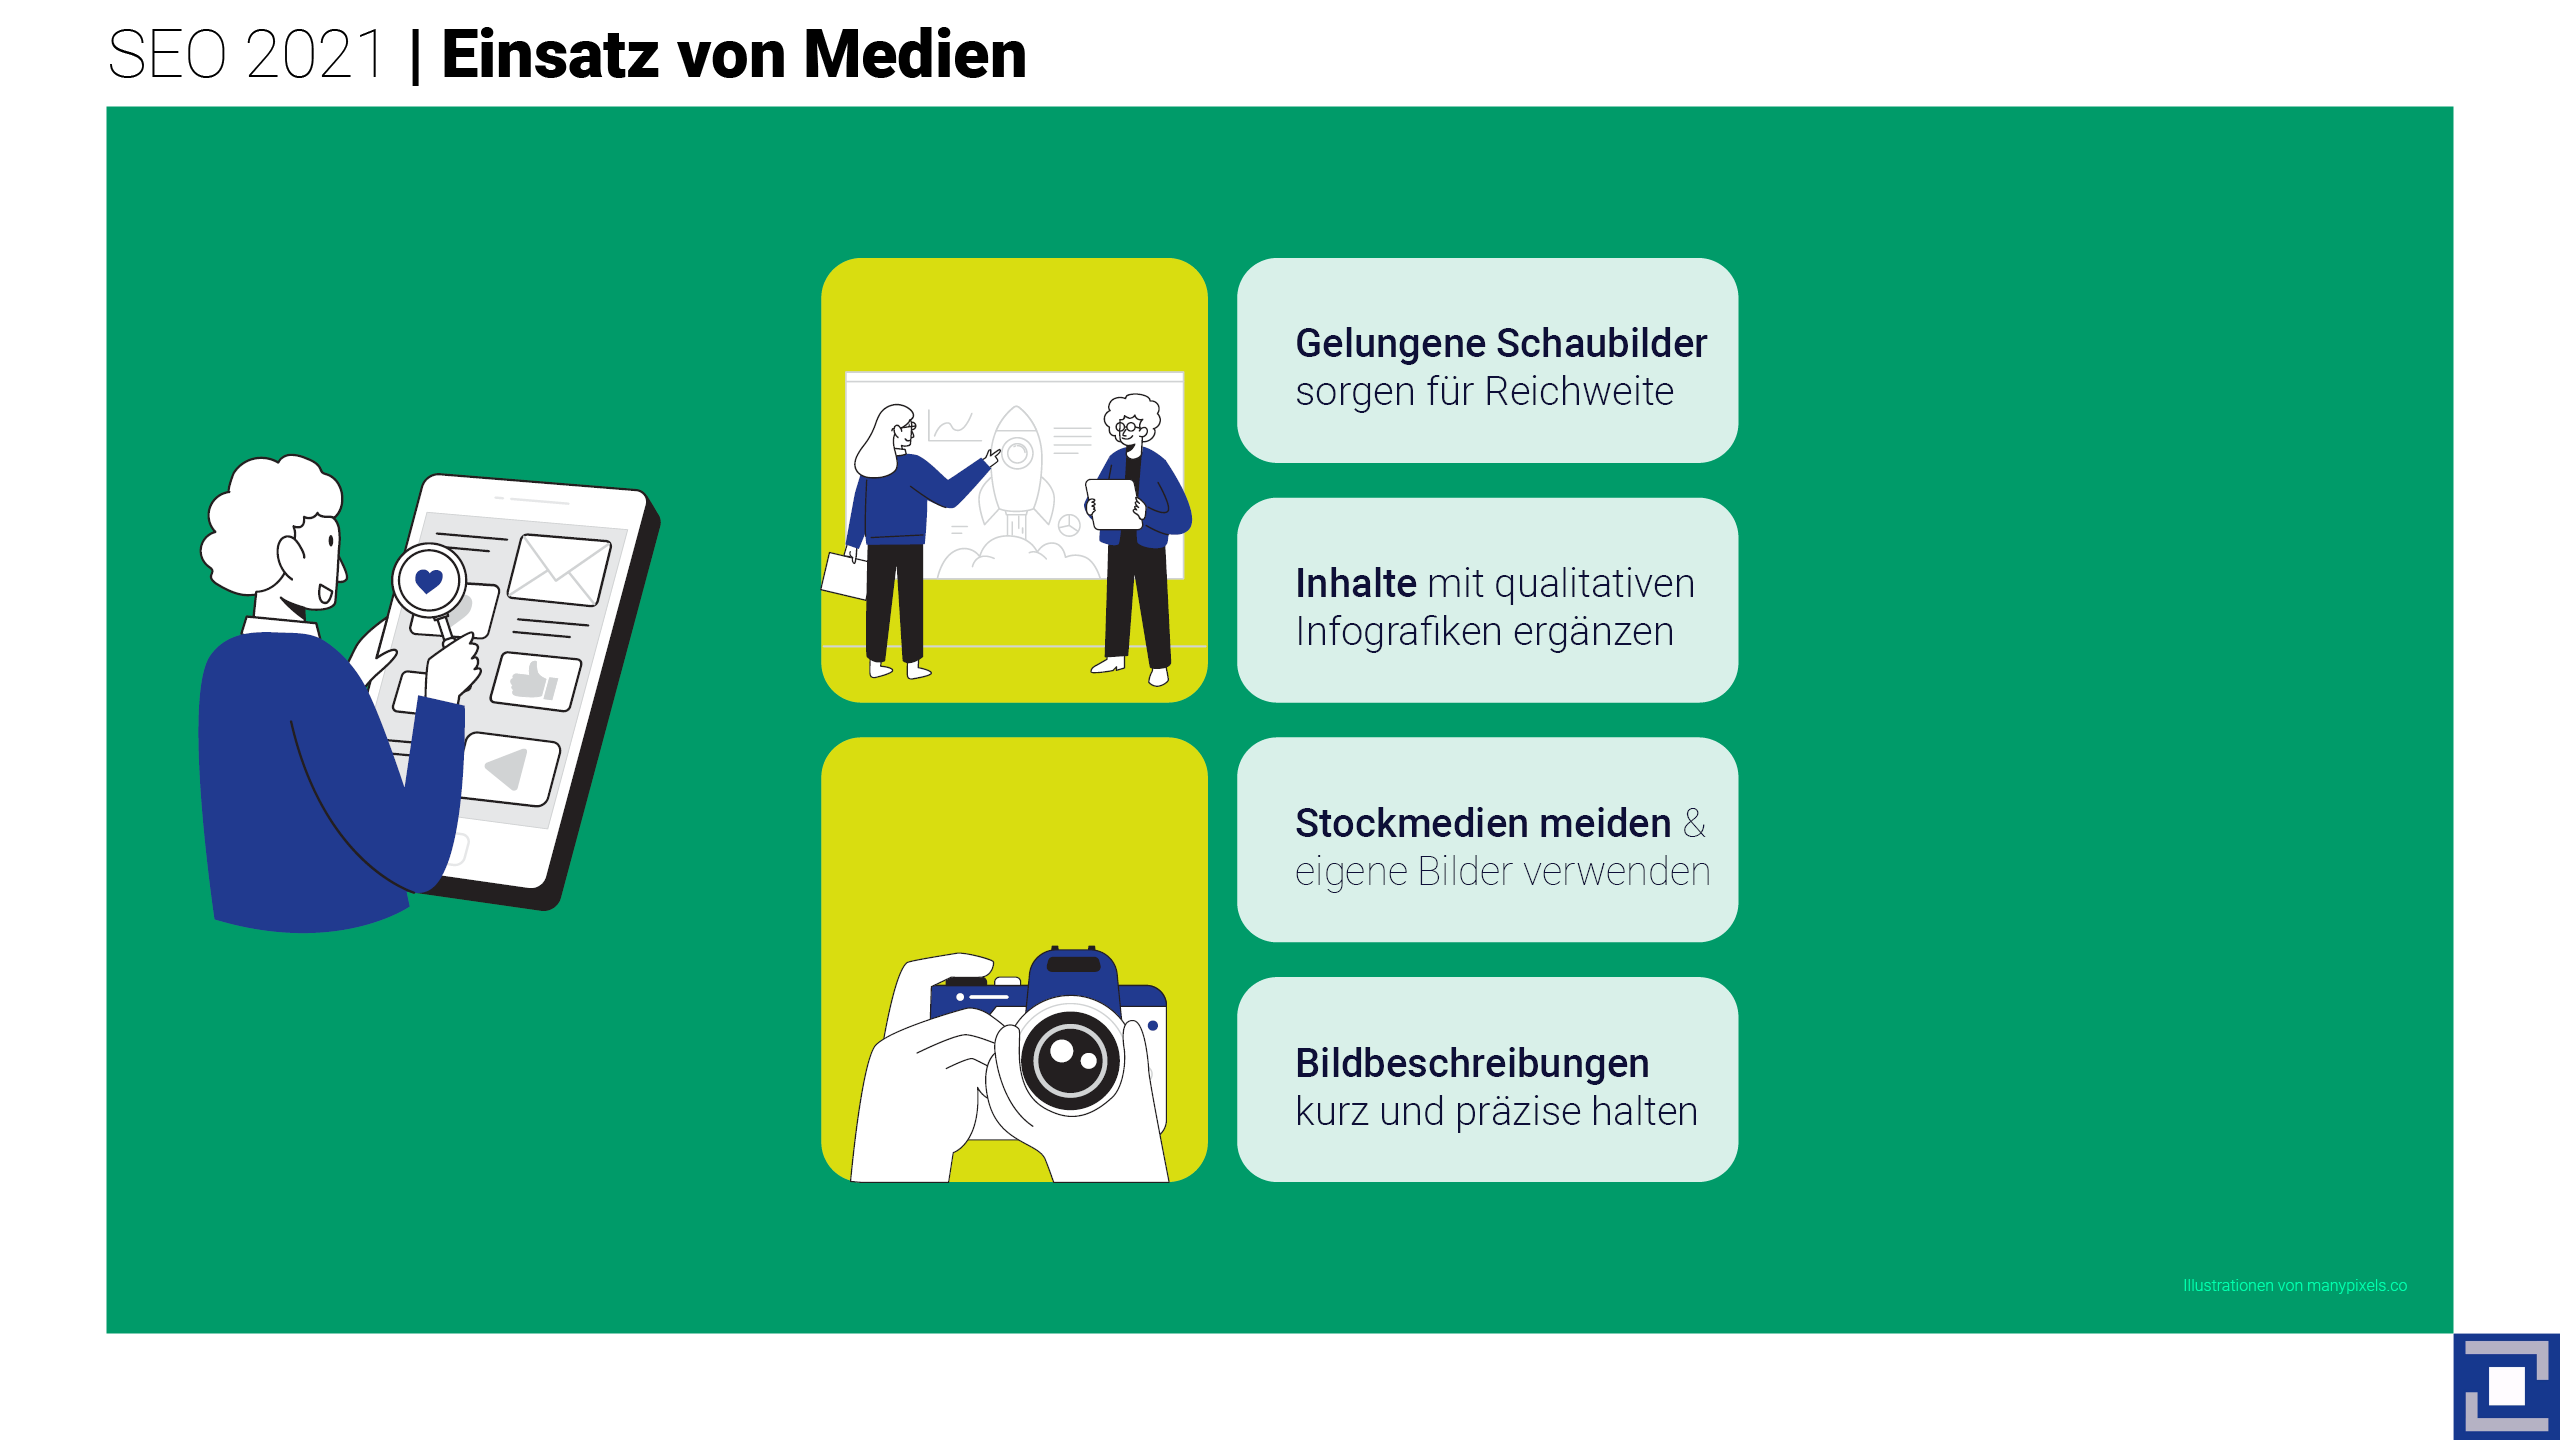 SEO 2021 | Einsatz von Medien
Gelungene Schaubilder
sorgen für Reichweite
Inhalte mit qualitativen
Infografiken ergänzen
Stockmedien meiden &
eigene Bilder verwenden
Bildbeschreibungen
kurz und präzise halten
Illustrationen von manypixels.co